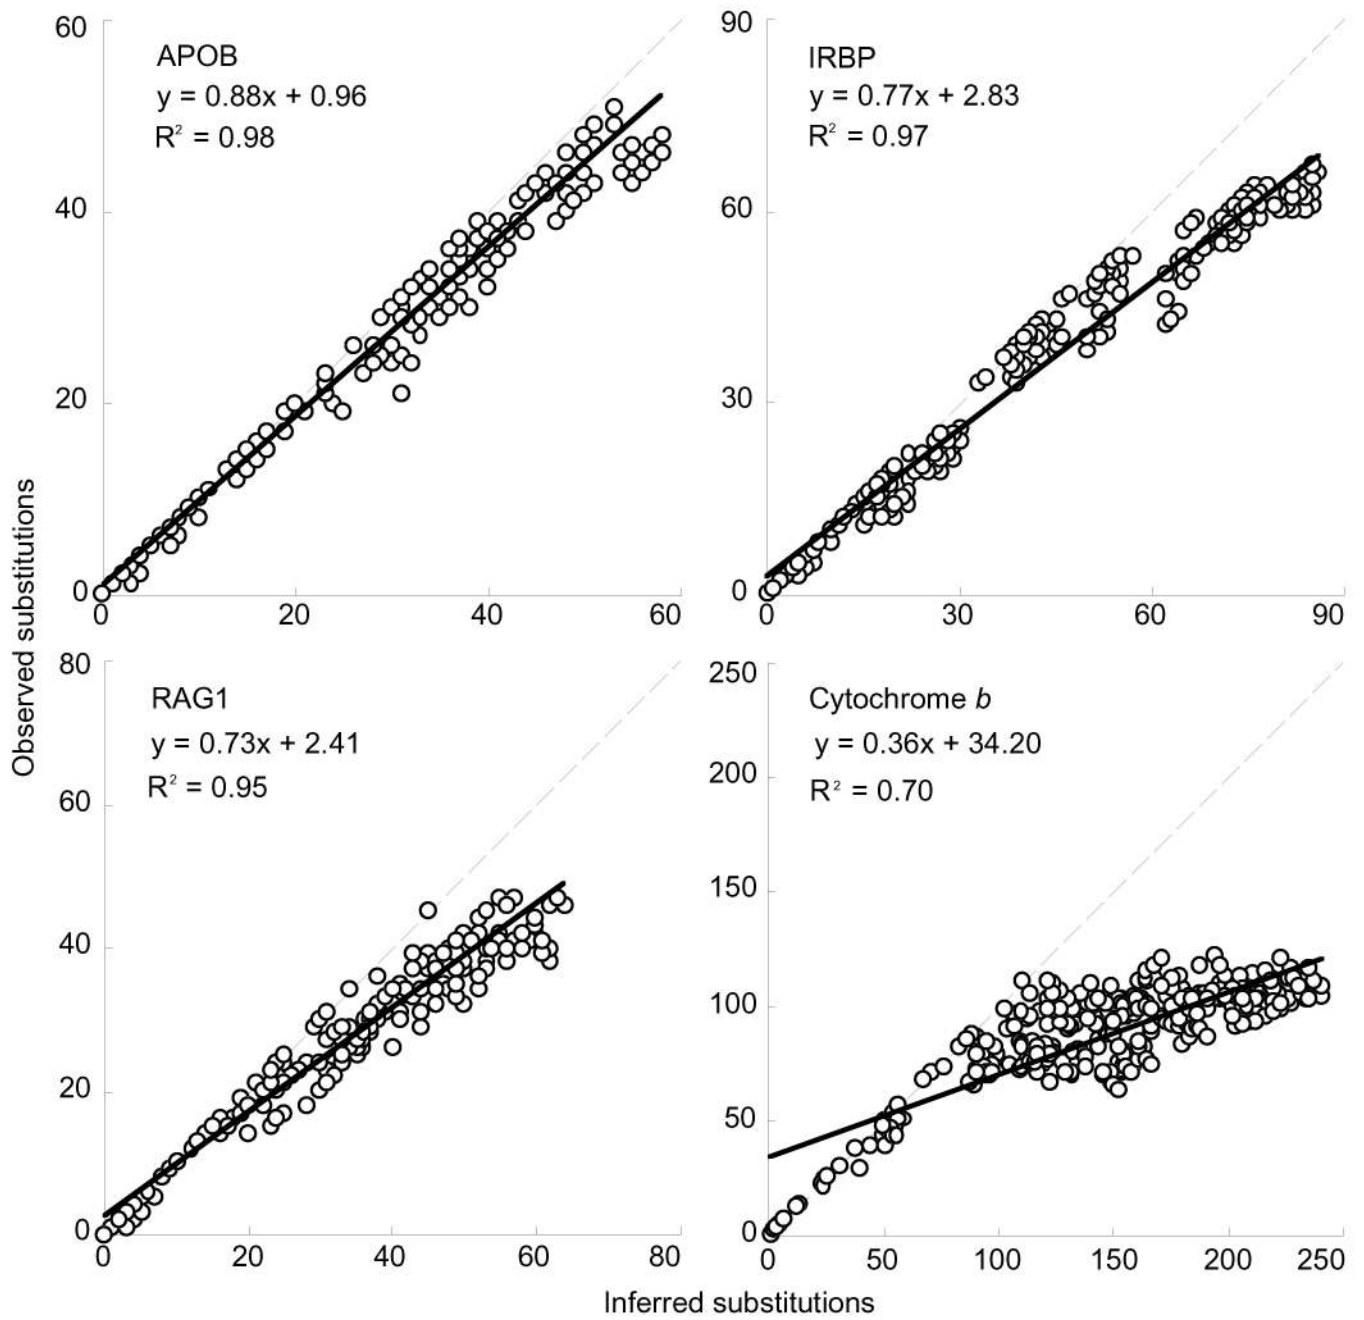 60
APOB
y = 0.88x + 0.96
R² = 0.98
40
20
0
0 20 40 60
90
IRBP
y = 0.77x + 2.83
R² = 0.97
60
30
0
0 30 60 90
Observed substitutions
80
RAG1
y = 0.73x + 2.41
R² = 0.95
60
40
20
0
0 20 40 60 80
250
Cytochrome b
y = 0.36x + 34.20
R² = 0.70
200
150
100
50
0
0 50 100 150 200 250
Inferred substitutions